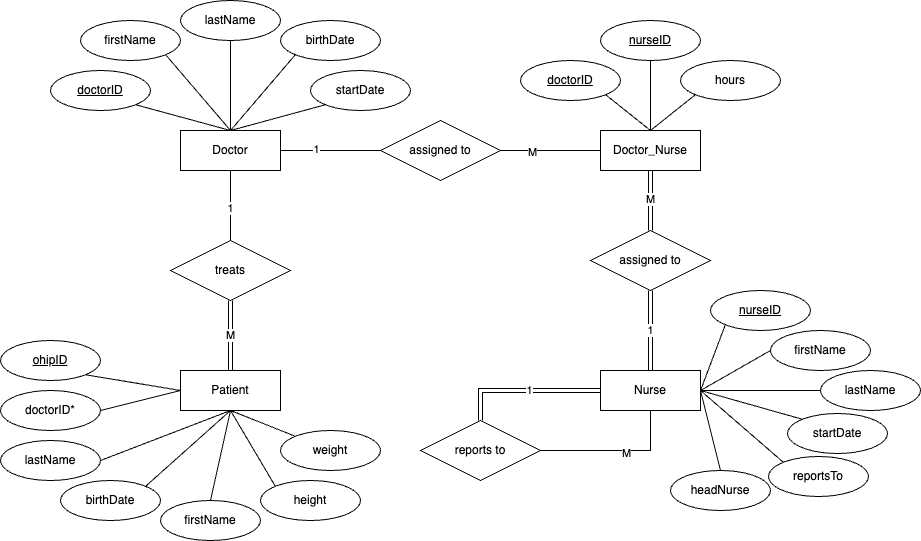 lastName
firstName
birthDate
doctorID
startDate
nurseID
doctorID
hours
Doctor
1
assigned to
M
Doctor_Nurse
1
M
treats
assigned to
M
1
nurseID
firstName
lastName
startDate
reportsTo
headNurse
ohipID
doctorID*
lastName
birthDate
firstName
height
weight
Patient
Nurse
1
reports to
M